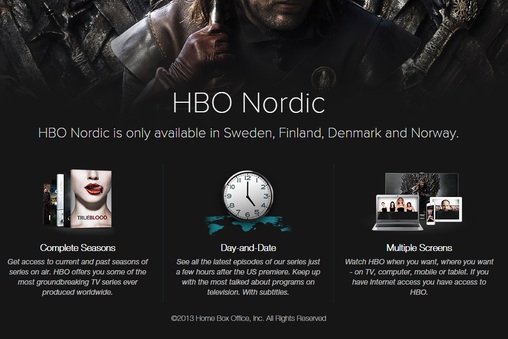 HBO Nordic
HBO Nordic is only available in Sweden, Finland, Denmark and Norway.
TRUEBLOOD
Complete Seasons
Get access to current and past seasons of
series on air. HBO offers you some of the
most groundbreaking TV series ever
produced worldwide.
Day-and-Date
See all the latest episodes of our series just
a few hours after the US premiere. Keep up
with the most talked about programs on
television. With subtitles.
Multiple Screens
Watch HBO when you want, where you want
- on TV, computer, mobile or tablet. If you
have Internet access you have access to
HBO.
©2013 Home Box Office, Inc. All Rights Reserved